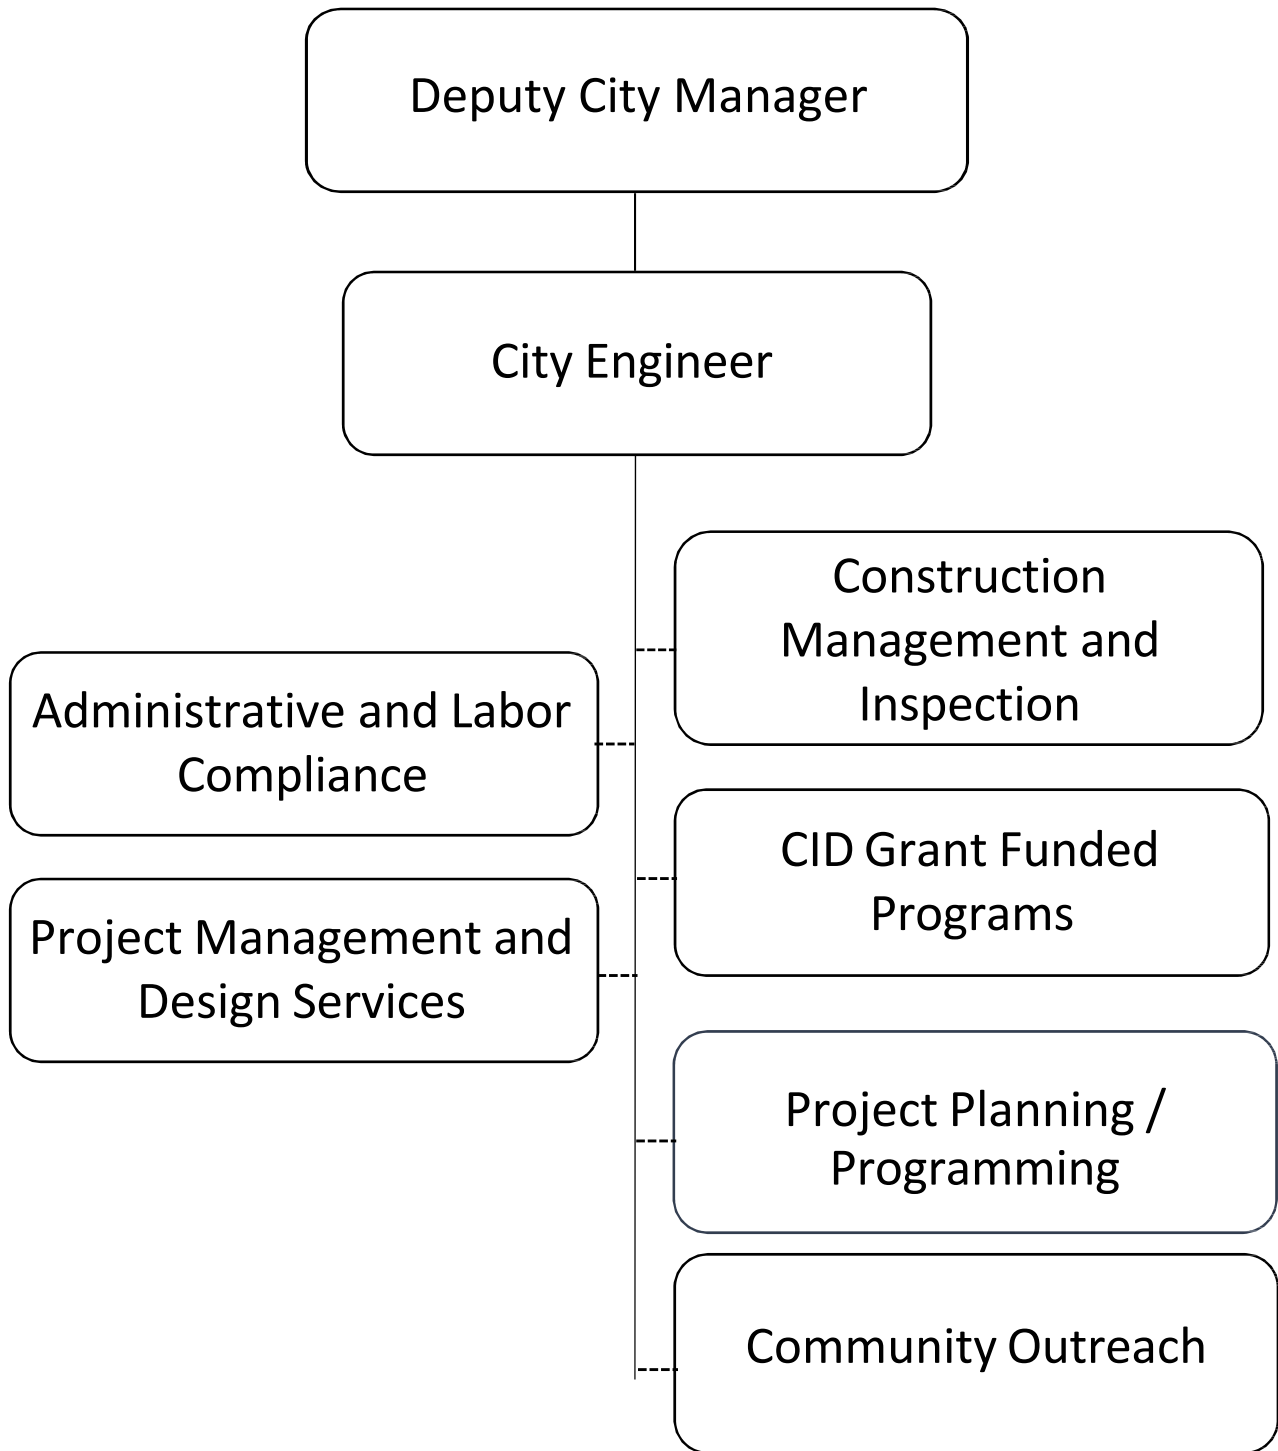 Deputy City Manager
City Engineer
Construction
Management and
Inspection
Administrative and Labor
Compliance
CID Grant Funded
Programs
Project Management and
Design Services
Project Planning /
Programming
Community Outreach